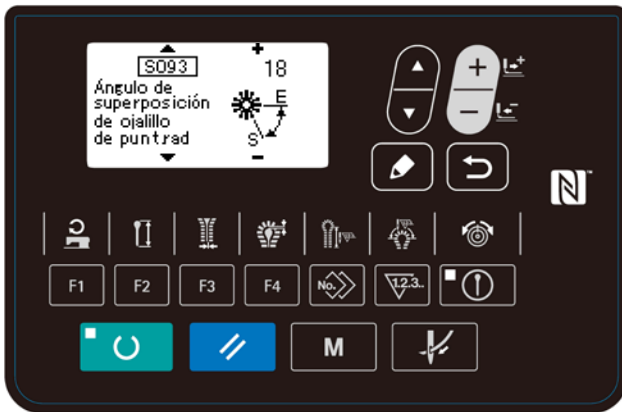 S093
18
Ángulo de
superposición
de ojalillo
de puntrad
E
S
N
F1
F2
F3
F4
No.
1.2.3..
M